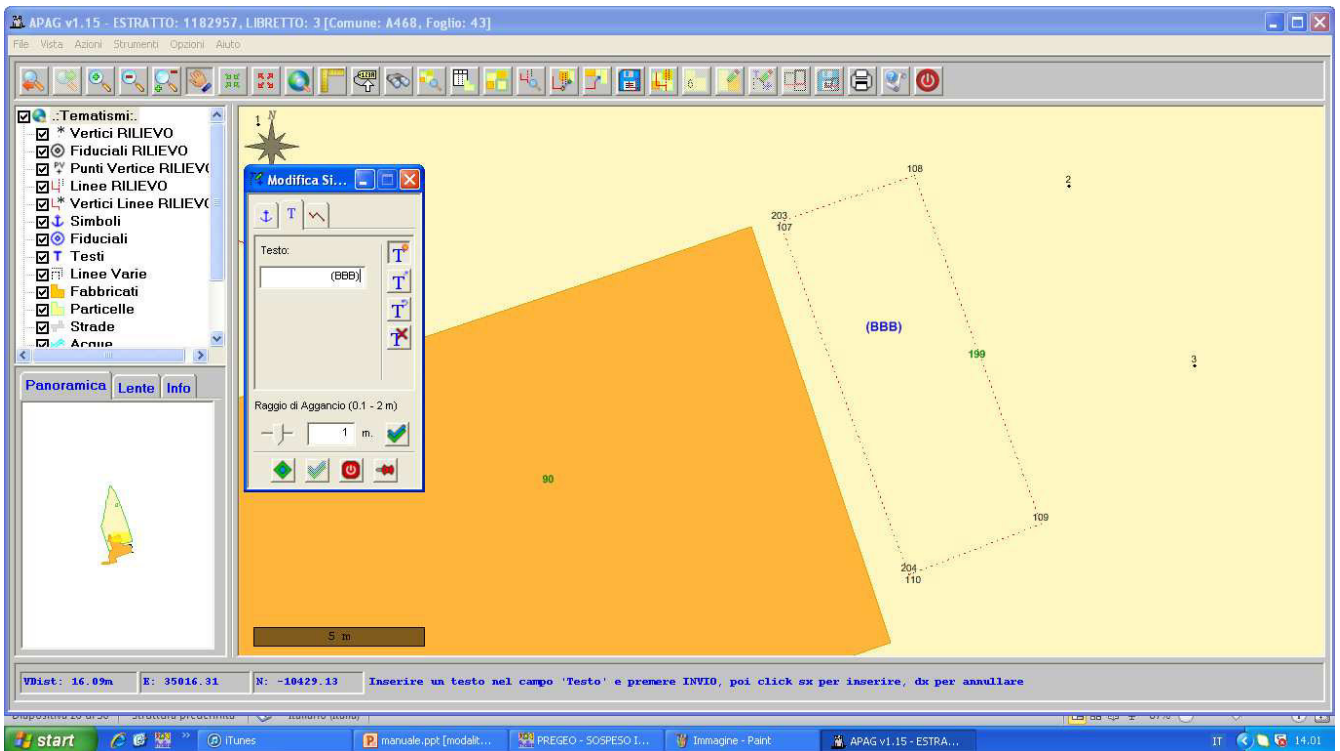 APAG v1.15 - ESTRATTO: 1182957, LIBRETTO: 3 [Comune: A468, Foglio: 43]
File Vista Azioni Strumenti Opzioni Aiuto
.:Tematismi:.
Vertici RILIEVO
Fiduciali RILIEVO
Punti Vertice RILIEV
Linee RILIEVO
Vertici Linee RILIEV
Simboli
Fiduciali
Testi
Linee Varie
Fabbricati
Particelle
Strade
Acque
Panoramica Lente Info
1 N
Modifica Si...
T
Testo:
(BBB)
Raggio di Aggancio (0.1 - 2 m)
1 m.
108
2
203
107
(BBB)
199
3
90
109
204
110
5 m
VDist: 16.09m E: 35016.31 N: -10429.13 Inserire un testo nel campo 'Testo' e premere INVIO, poi click sx per inserire, dx per annullare
start iTunes manuale.ppt [modalit... PREGEO - SOSPESO I... Immagine - Paint APAG v1.15 - ESTRA... IT 14.01